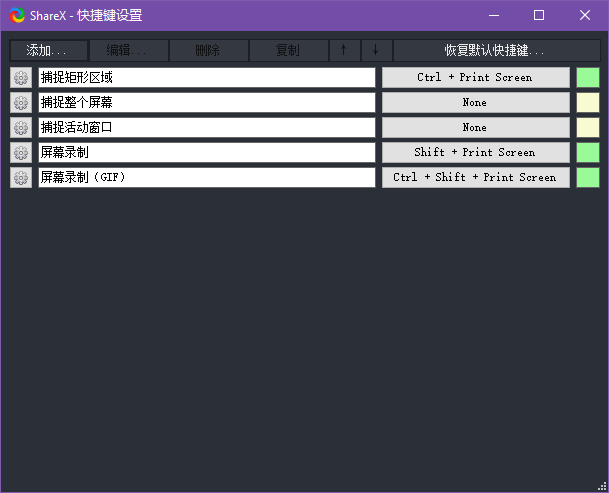 ShareX - 快捷键设置
添加... 编辑... 删除 复制 ↑ ↓ 恢复默认快捷键...
捕捉矩形区域 Ctrl + Print Screen
捕捉整个屏幕 None
捕捉活动窗口 None
屏幕录制 Shift + Print Screen
屏幕录制（GIF） Ctrl + Shift + Print Screen